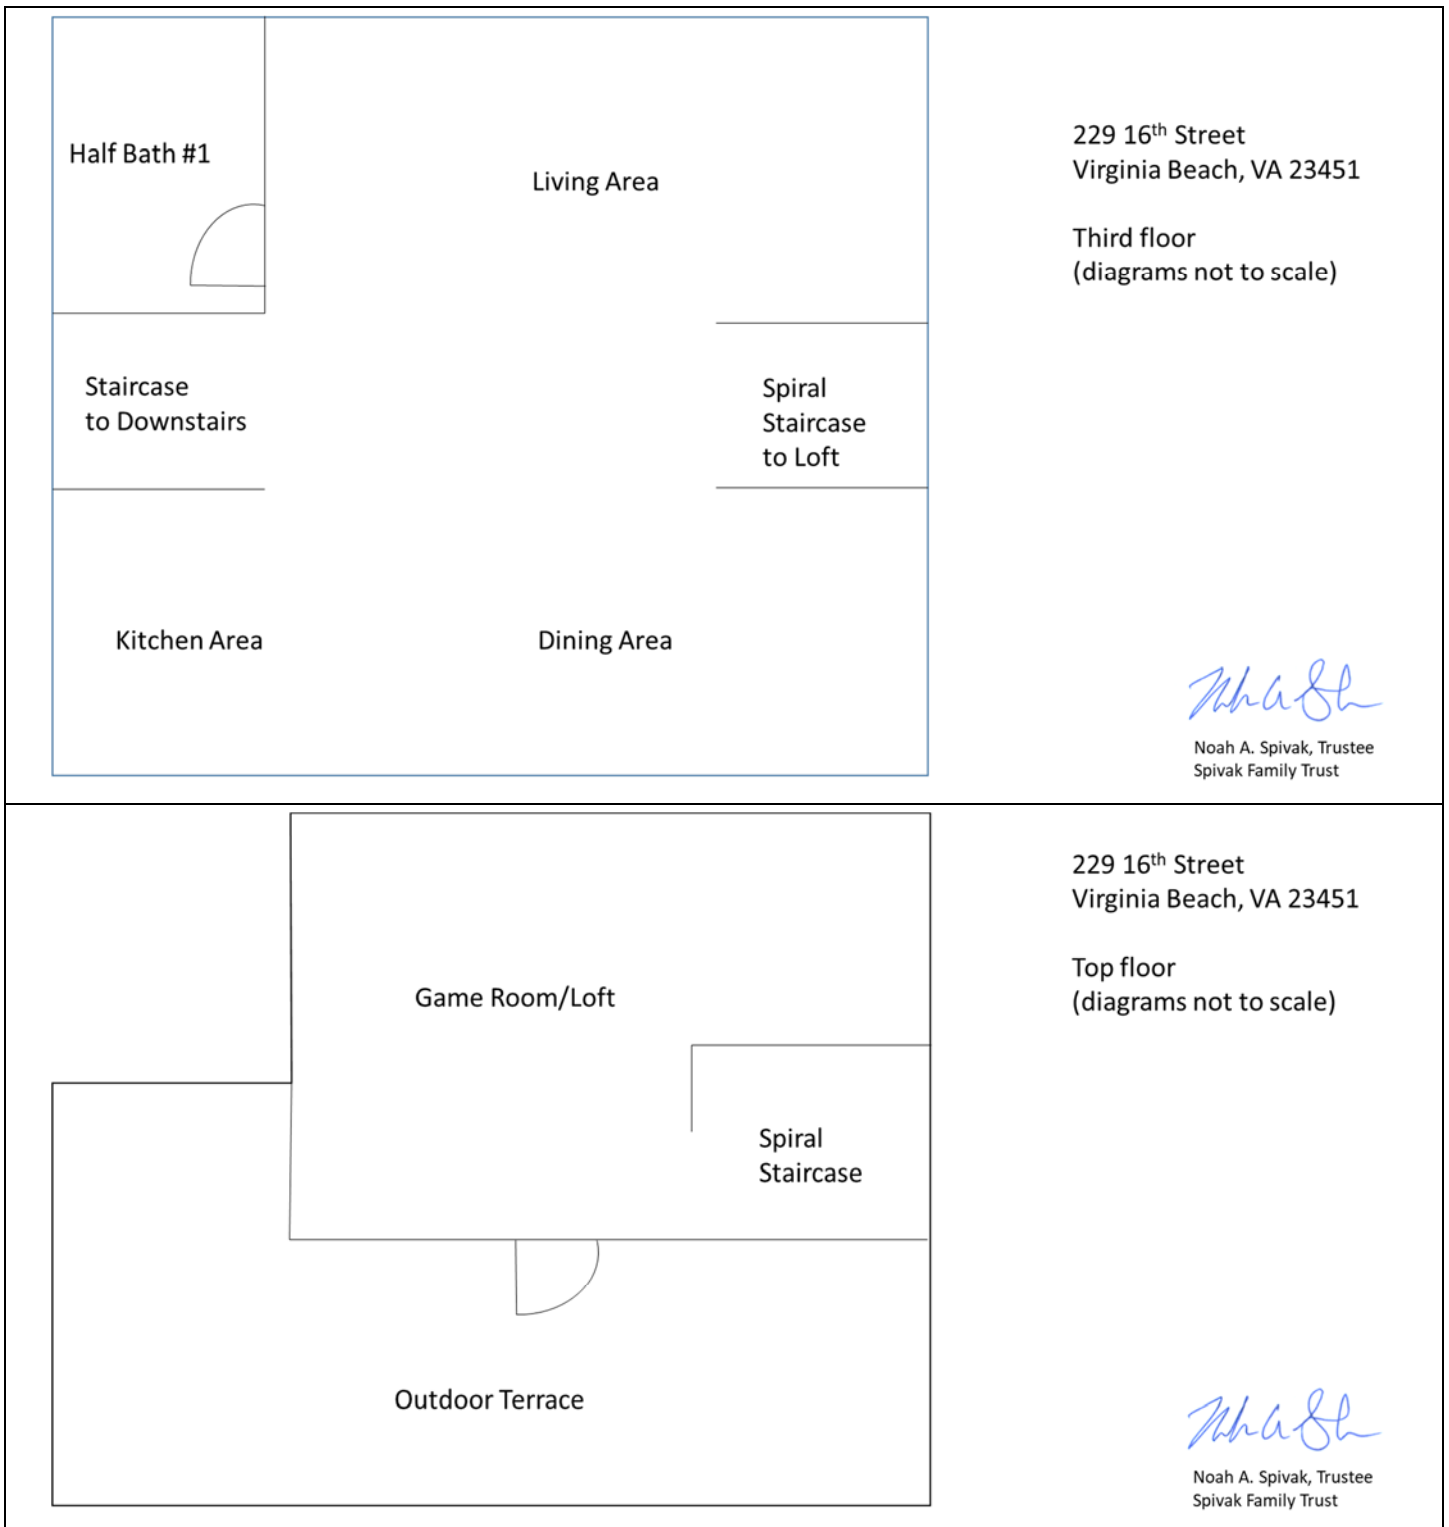 Half Bath #1
Living Area
229 16th Street
Virginia Beach, VA 23451
Third floor
(diagrams not to scale)
Staircase
to Downstairs
Spiral
Staircase
to Loft
Kitchen Area
Dining Area
Noah A. Spivak, Trustee
Spivak Family Trust
229 16th Street
Virginia Beach, VA 23451
Top floor
(diagrams not to scale)
Game Room/Loft
Spiral
Staircase
Outdoor Terrace
Noah A. Spivak, Trustee
Spivak Family Trust